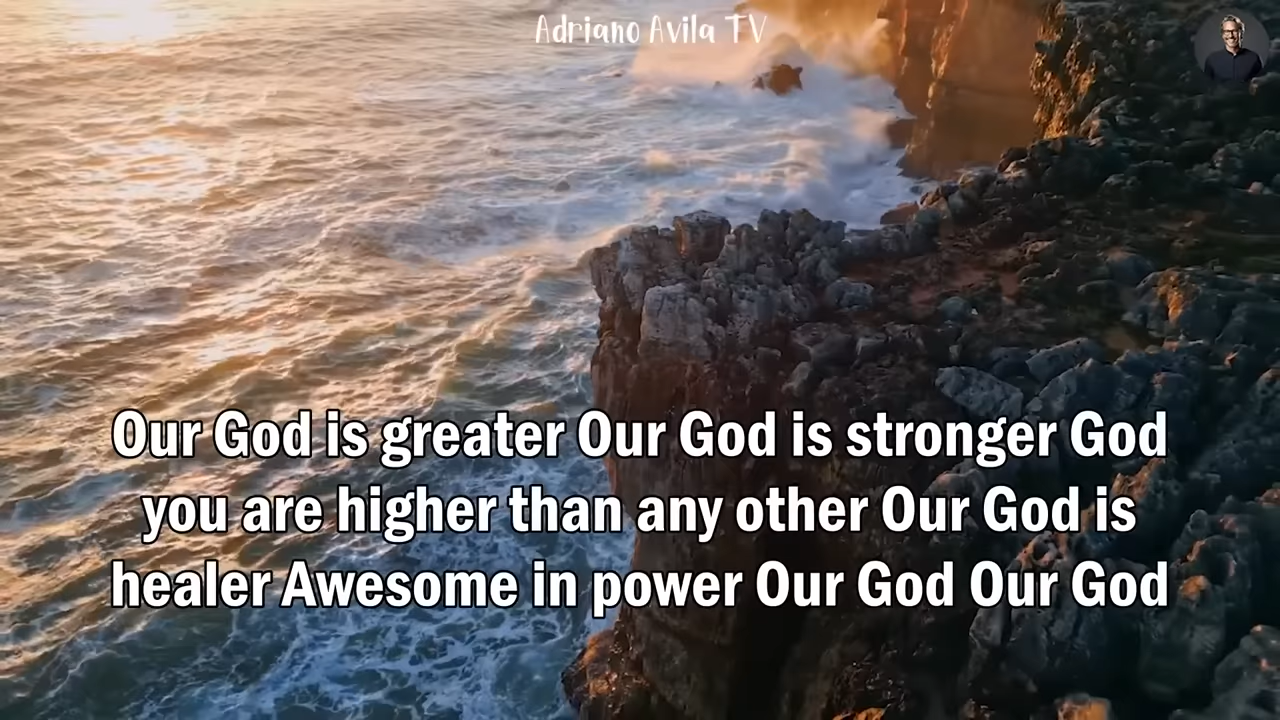 Adriano Avila TV
Our God is greater Our God is stronger God
you are higher than any other Our God is
healer Awesome in power Our God Our God